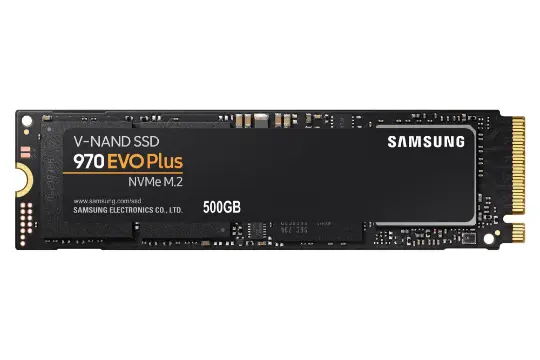 V-NAND SSD
970 EVO Plus
NVMe M.2
www.samsung.com/ssd
SAMSUNG ELECTRONICS CO., LTD.
500GB
SAMSUNG